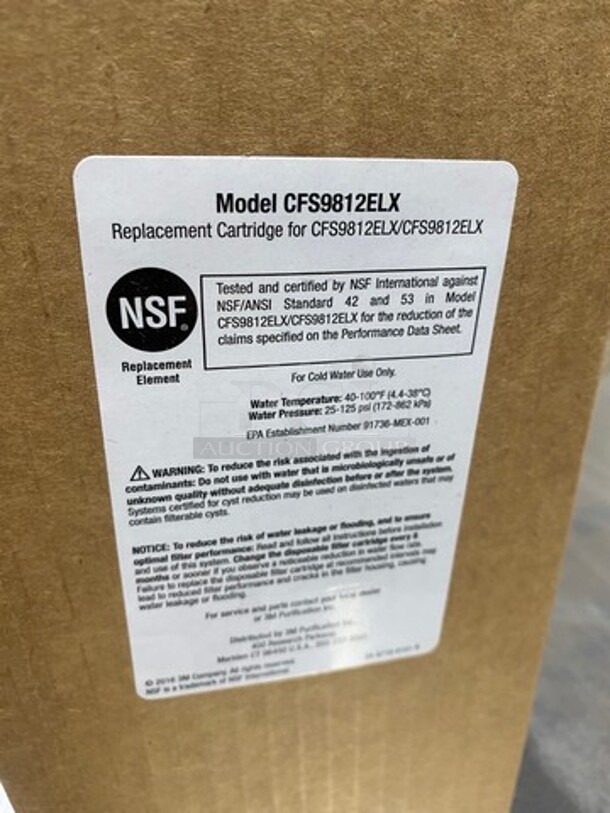 Model CFS9812ELX
Replacement Cartridge for CFS9812ELX/CFS9812ELX
NSF®
Replacement
Element
Tested and certified by NSF International against
NSF/ANSI Standard 42 and 53 in Model
CFS9812ELX/CFS9812ELX for the reduction of the
claims specified on the Performance Data Sheet.
For Cold Water Use Only.
Water Temperature: 40-100°F (4.4-38°C)
Water Pressure: 25-125 psi (172-862 kPa)
EPA Establishment Number 91736-MEX-001
AUCTION GROUP
WARNING: To reduce the risk associated with the ingestion of
contaminants: Do not use with water that is microbiologically unsafe or of
unknown quality without adequate disinfection before or after the system.
Systems certified for cyst reduction may be used on disinfected waters that may
contain filterable cysts.
NOTICE: To reduce the risk of water leakage or flooding, and to ensure
optimal filter performance: Read and follow all instructions before installation
and use of this system. Change the disposable filter cartridge every 6
months or sooner if you observe a noticeable reduction in water flow rate.
Failure to replace the disposable filter cartridge at recommended intervals may
lead to reduced filter performance and cracks in the filter housing, causing
water leakage or flooding.
For service and parts contact your local dealer
or 3M Purification Inc.
Distributed by 3M Purification Inc.
400 Research Parkway
Meriden CT 06450 U.S.A.
© 2016 3M Company All rights reserved.
NSF is a trademark of NSF International